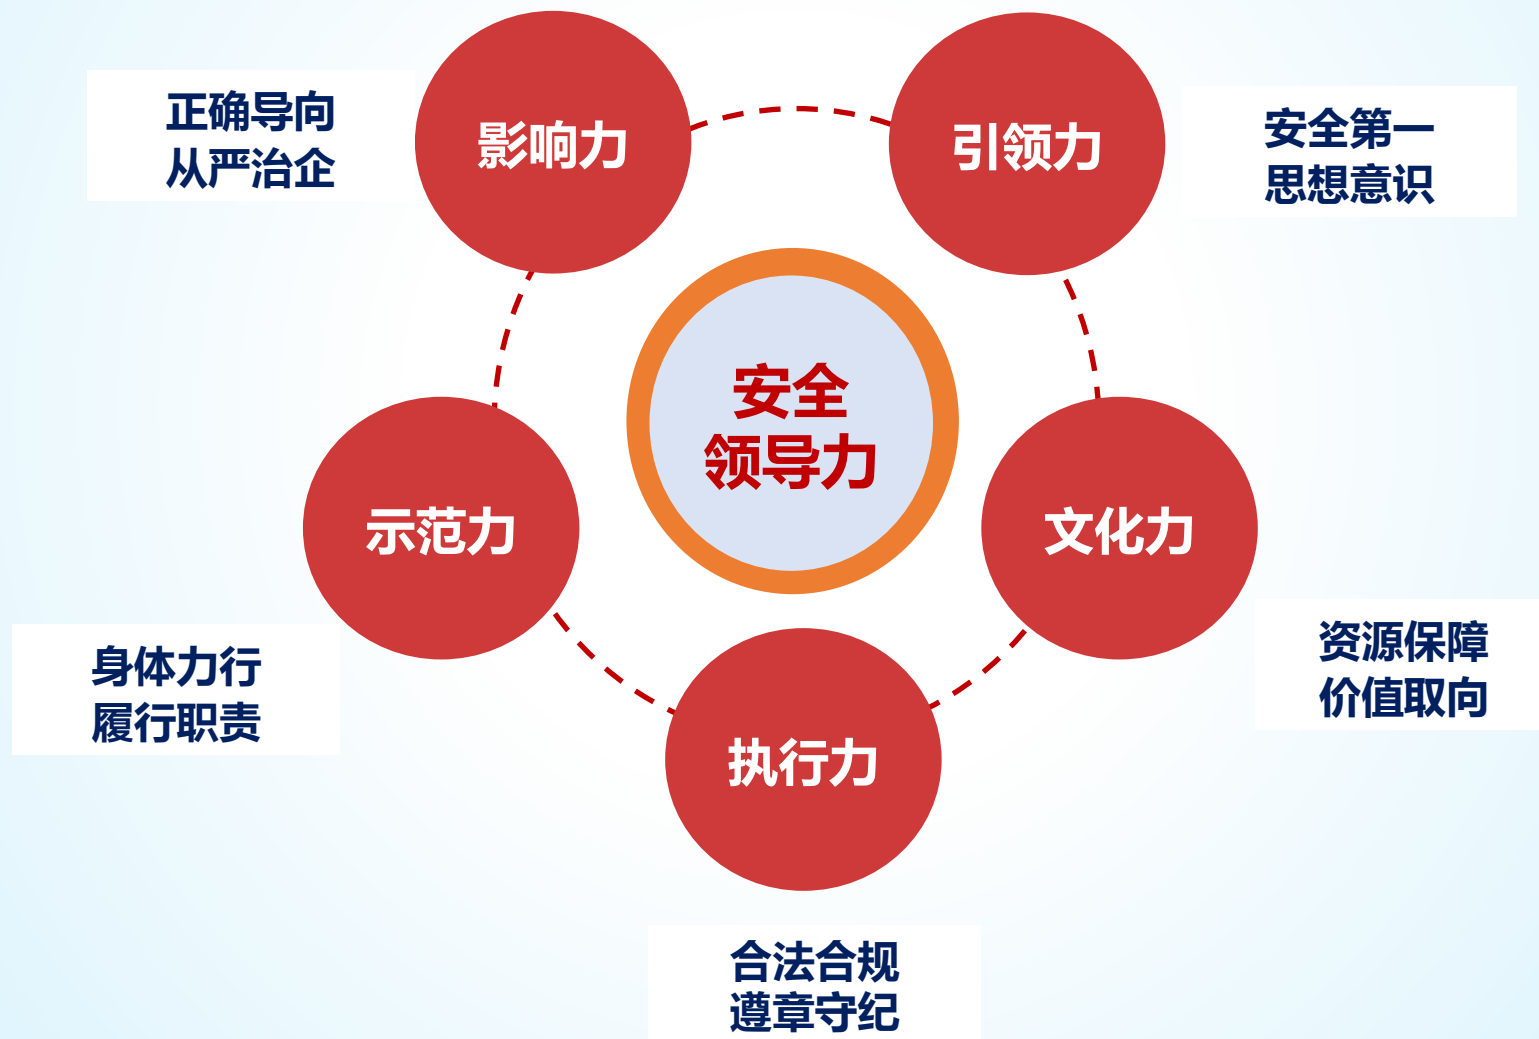 正确导向
从严治企
影响力
引领力
安全第一
思想意识
安全
领导力
示范力
文化力
身体力行
履行职责
资源保障
价值取向
执行力
合法合规
遵章守纪